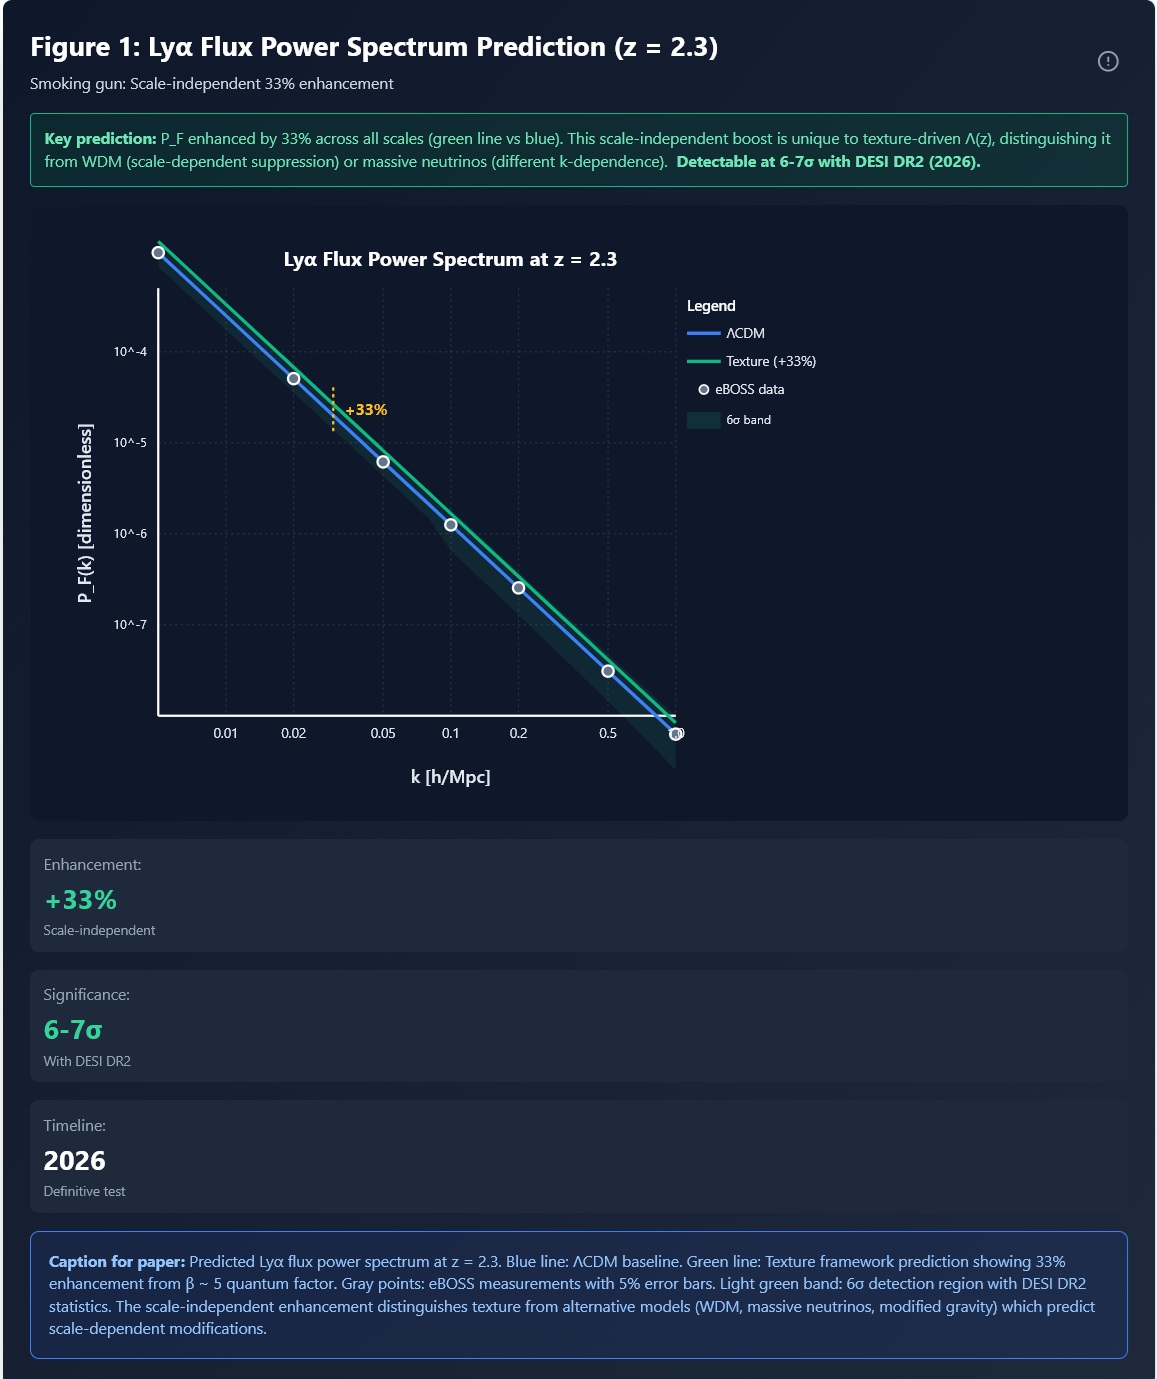 Figure 1: Lyα Flux Power Spectrum Prediction (z = 2.3)
Smoking gun: Scale-independent 33% enhancement
Key prediction: P_F enhanced by 33% across all scales (green line vs blue). This scale-independent boost is unique to texture-driven Λ(z), distinguishing it
from WDM (scale-dependent suppression) or massive neutrinos (different k-dependence). Detectable at 6-7σ with DESI DR2 (2026).
Lyα Flux Power Spectrum at z = 2.3
Legend
ΛCDM
Texture (+33%)
eBOSS data
6σ band
10^-4
10^-5
10^-6
10^-7
+33%
P_F(k) [dimensionless]
0.01
0.02
0.05
0.1
0.2
0.5
k [h/Mpc]
Enhancement:
+33%
Scale-independent
Significance:
6-7σ
With DESI DR2
Timeline:
2026
Definitive test
Caption for paper: Predicted Lyα flux power spectrum at z = 2.3. Blue line: ΛCDM baseline. Green line: Texture framework prediction showing 33%
enhancement from β ~ 5 quantum factor. Gray points: eBOSS measurements with 5% error bars. Light green band: 6σ detection region with DESI DR2
statistics. The scale-independent enhancement distinguishes texture from alternative models (WDM, massive neutrinos, modified gravity) which predict
scale-dependent modifications.